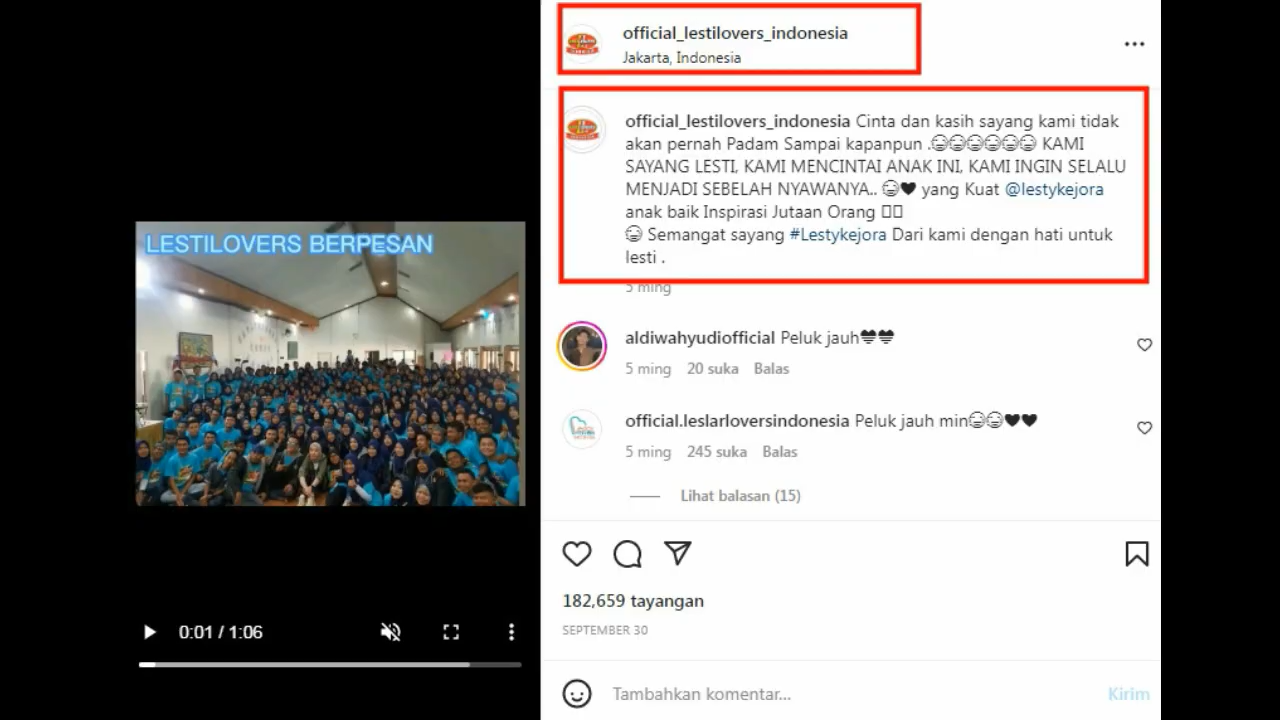 LESTILOVERS BERPESAN
0:01 / 1:06
official_lestilovers_indonesia
Jakarta, Indonesia
official_lestilovers_indonesia Cinta dan kasih sayang kami tidak
akan pernah Padam Sampai kapanpun .😭😭😭😭😭😭 KAMI
SAYANG LESTI, KAMI MENCINTAI ANAK INI, KAMI INGIN SELALU
MENJADI SEBELAH NYAWANYA.. 😭🖤 yang Kuat @lestykejora
anak baik Inspirasi Jutaan Orang ▯▯
😭 Semangat sayang #Lestykejora Dari kami dengan hati untuk
lesti .
5 ming
aldiwahyudiofficial Peluk jauh🖤🖤
5 ming 20 suka Balas
official.leslarloversindonesia Peluk jauh min😭😭🖤🖤
5 ming 245 suka Balas
Lihat balasan (15)
182,659 tayangan
SEPTEMBER 30
Tambahkan komentar...
Kirim